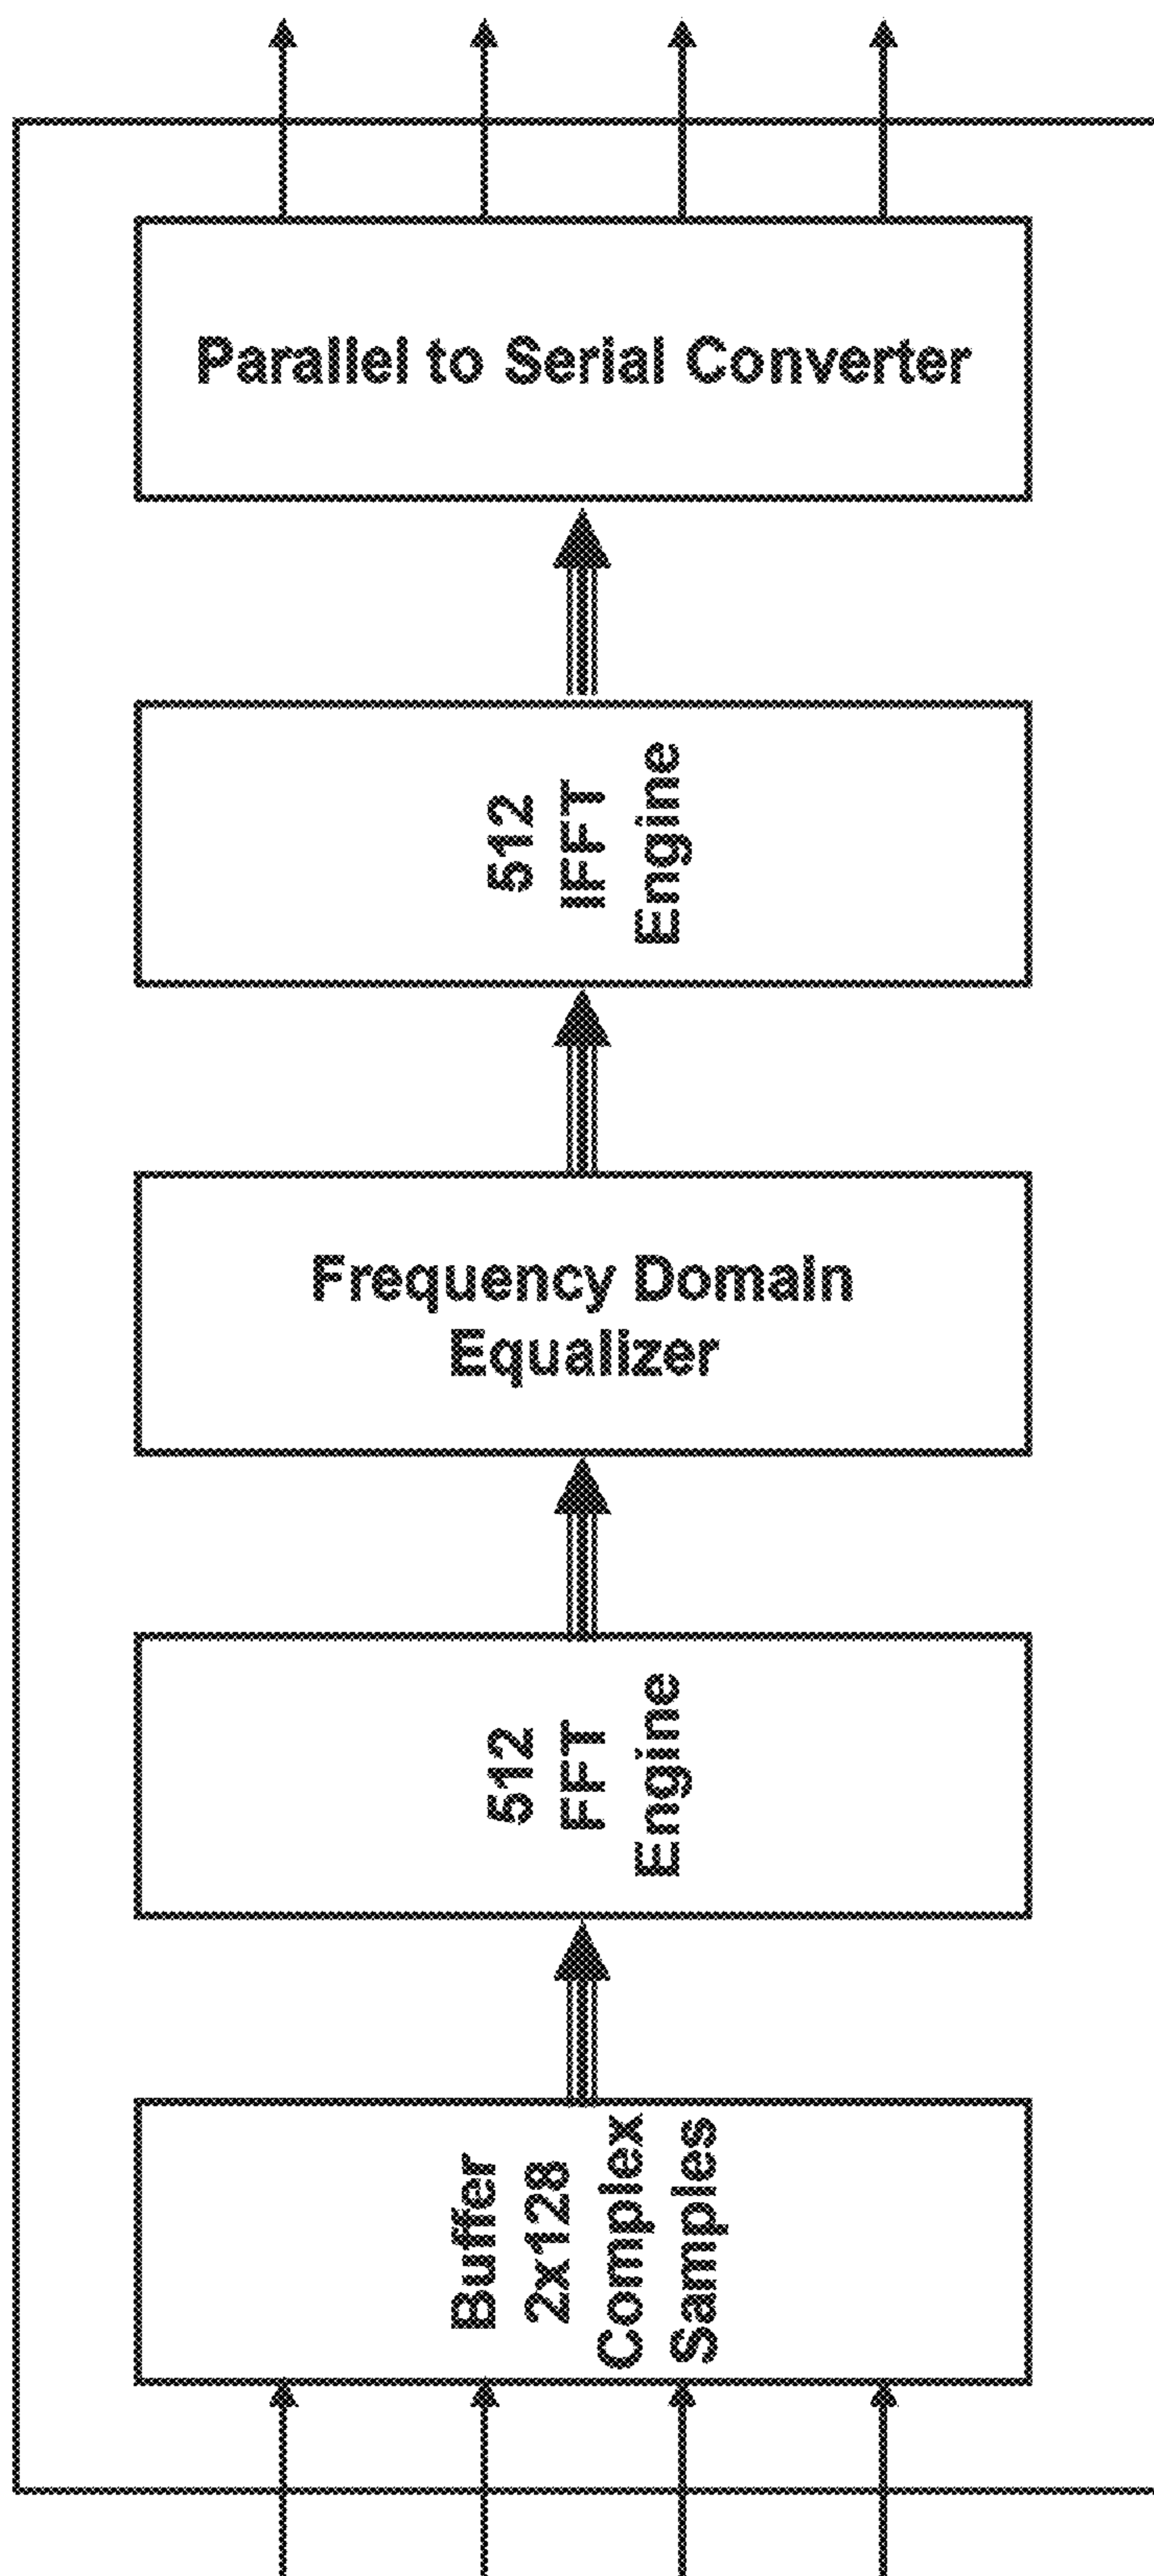 Parallel to Serial Converter
512
IFFT
Engine
Frequency Domain
Equalizer
512
FFT
Engine
Buffer
2x128
Complex
Samples